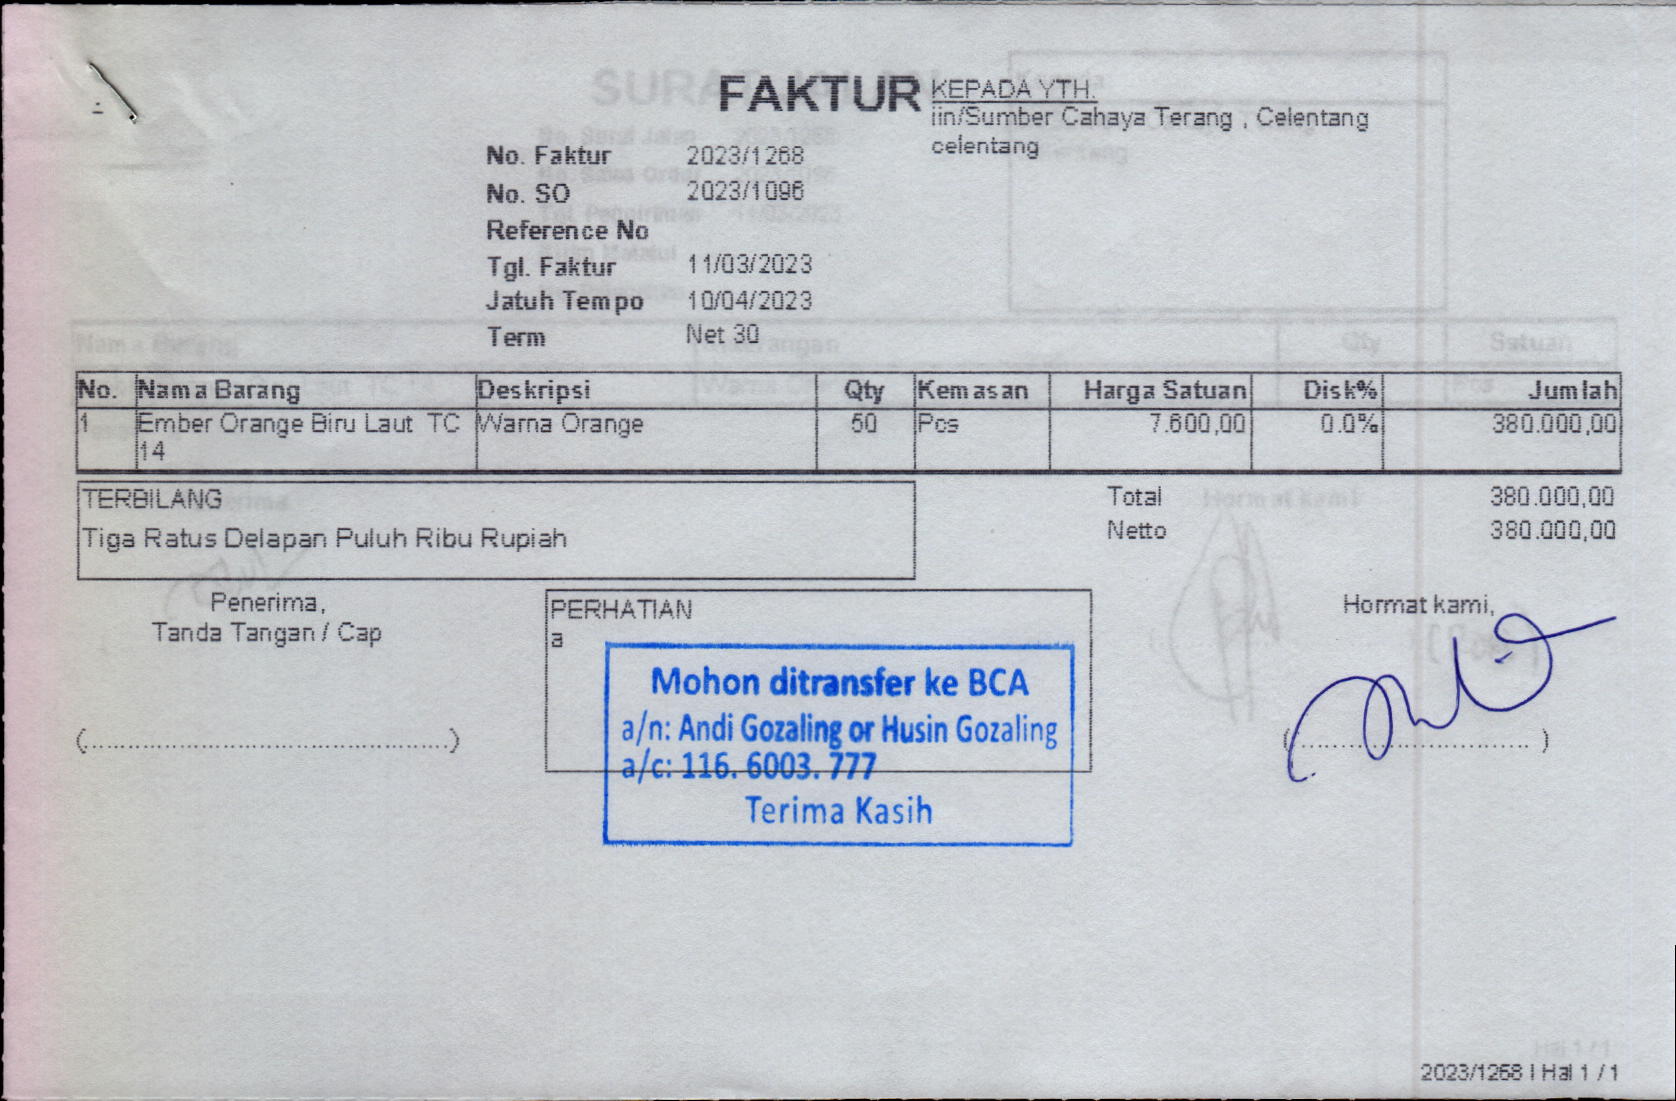 FAKTUR
KEPADA YTH.
iin/Sumber Cahaya Terang , Celentang
celentang
No. Faktur 2023/1268
No. SO 2023/1096
Reference No
Tgl. Faktur 11/03/2023
Jatuh Tempo 10/04/2023
Term Net 30
No. Nama Barang Deskripsi Qty Kemasan Harga Satuan Disk% Jumlah
1 Ember Orange Biru Laut TC Warna Orange 50 Pcs 7.600,00 0.0% 380.000,00
14
TERBILANG
Tiga Ratus Delapan Puluh Ribu Rupiah
Total 380.000,00
Netto 380.000,00
Penerima,
Tanda Tangan / Cap
(..................................................)
PERHATIAN
a
Mohon ditransfer ke BCA
a/n: Andi Gozaling or Husin Gozaling
a/c: 116. 6003. 777
Terima Kasih
Hormat kami,
(..................................)
2023/1268 | Hal 1 / 1